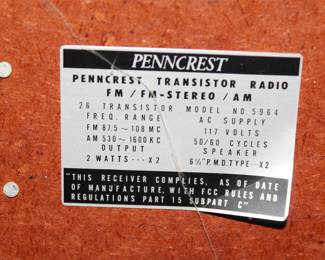 PENNCREST
PENNCREST TRANSISTOR RADIO
FM/FM-STEREO/AM
26 TRANSISTOR MODEL NO. 5964
FREQ. RANGE AC SUPPLY
FM 87.5～108 MC 117 VOLTS
AM 530～1600KC 50/60 CYCLES
OUTPUT SPEAKER
2 WATTS···X2 6½"P.M.D.TYPE··X2
"THIS RECEIVER COMPLIES, AS OF DATE
OF MANUFACTURE, WITH FCC RULES AND
REGULATIONS PART 15 SUBPART C"